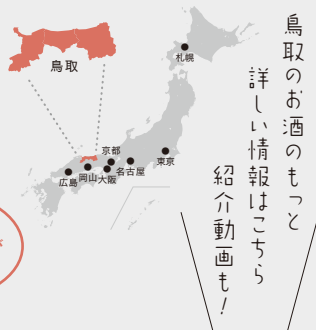 鳥取のお酒のもっと
詳しい情報はこちら
紹介動画も!
鳥取
札幌
京都
東京
名古屋
大阪
岡山
広島
が